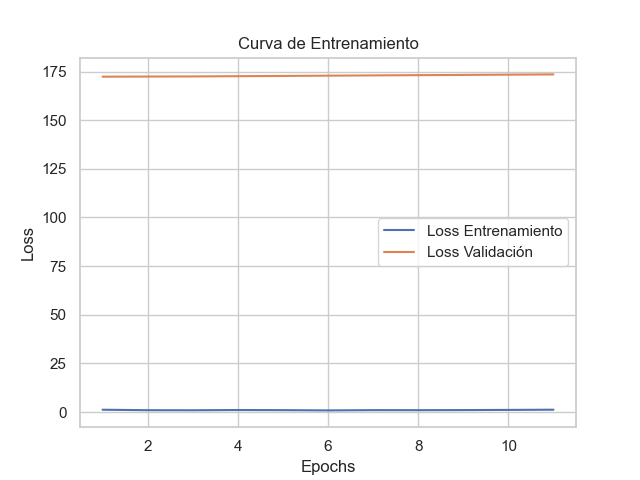 Curva de Entrenamiento
175
150
125
100
75
50
25
0
Loss
Loss Entrenamiento
Loss Validación
2 4 6 8 10
Epochs